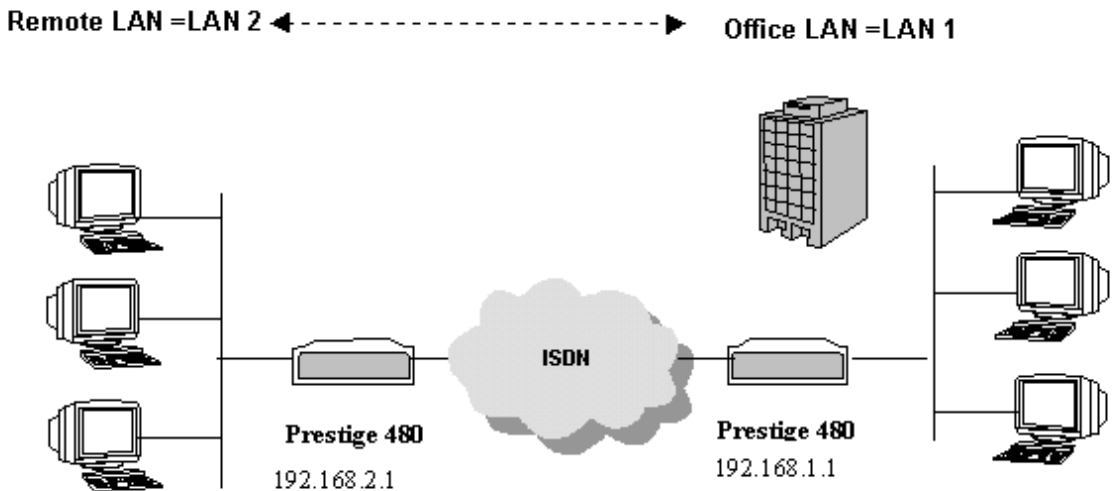 Remote LAN =LAN 2
Office LAN =LAN 1
ISDN
Prestige 480
192.168.2.1
Prestige 480
192.168.1.1